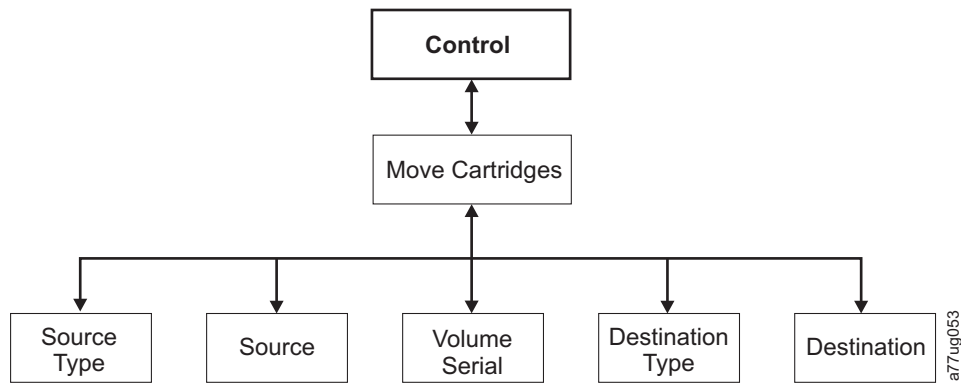 Control
Move Cartridges
Source
Type
Source
Volume
Serial
Destination
Type
Destination
a77ug053